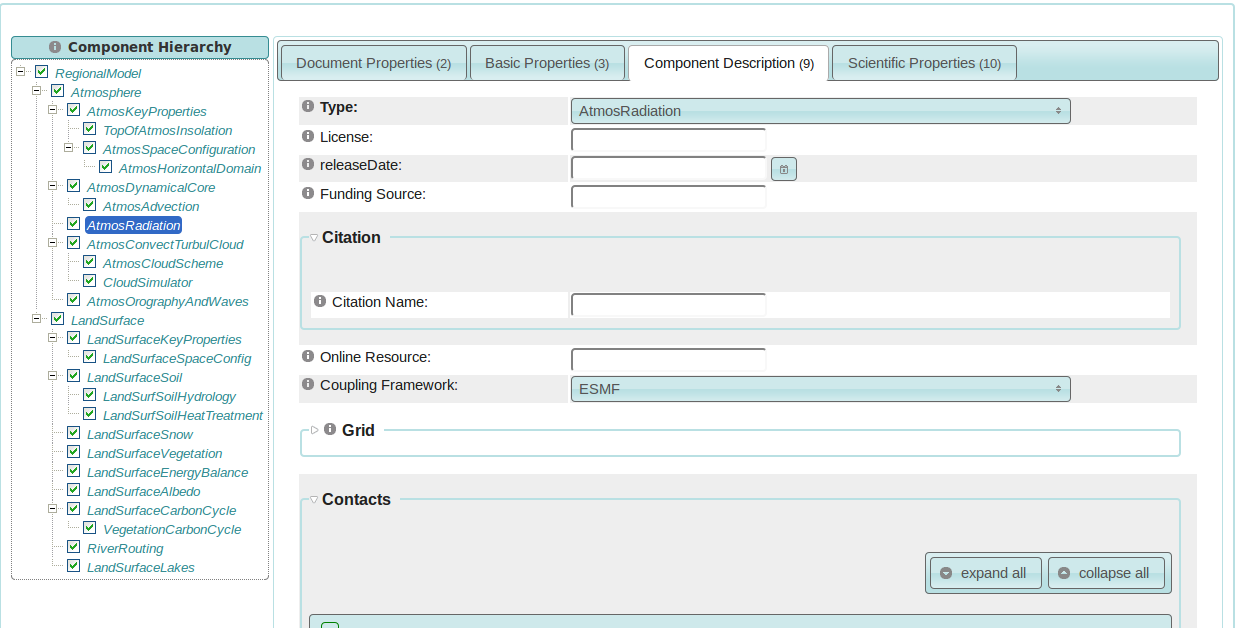 Component Hierarchy
RegionalModel
Atmosphere
AtmosKeyProperties
TopOfAtmosInsolation
AtmosSpaceConfiguration
AtmosHorizontalDomain
AtmosDynamicalCore
AtmosAdvection
AtmosRadiation
AtmosConvectTurbulCloud
AtmosCloudScheme
CloudSimulator
AtmosOrographyAndWaves
LandSurface
LandSurfaceKeyProperties
LandSurfaceSpaceConfig
LandSurfaceSoil
LandSurfSoilHydrology
LandSurfSoilHeatTreatment
LandSurfaceSnow
LandSurfaceVegetation
LandSurfaceEnergyBalance
LandSurfaceAlbedo
LandSurfaceCarbonCycle
VegetationCarbonCycle
RiverRouting
LandSurfaceLakes
Document Properties (2) Basic Properties (3) Component Description (9) Scientific Properties (10)
Type: AtmosRadiation
License:
releaseDate:
Funding Source:
Citation
Citation Name:
Online Resource:
Coupling Framework: ESMF
Grid
Contacts
expand all collapse all